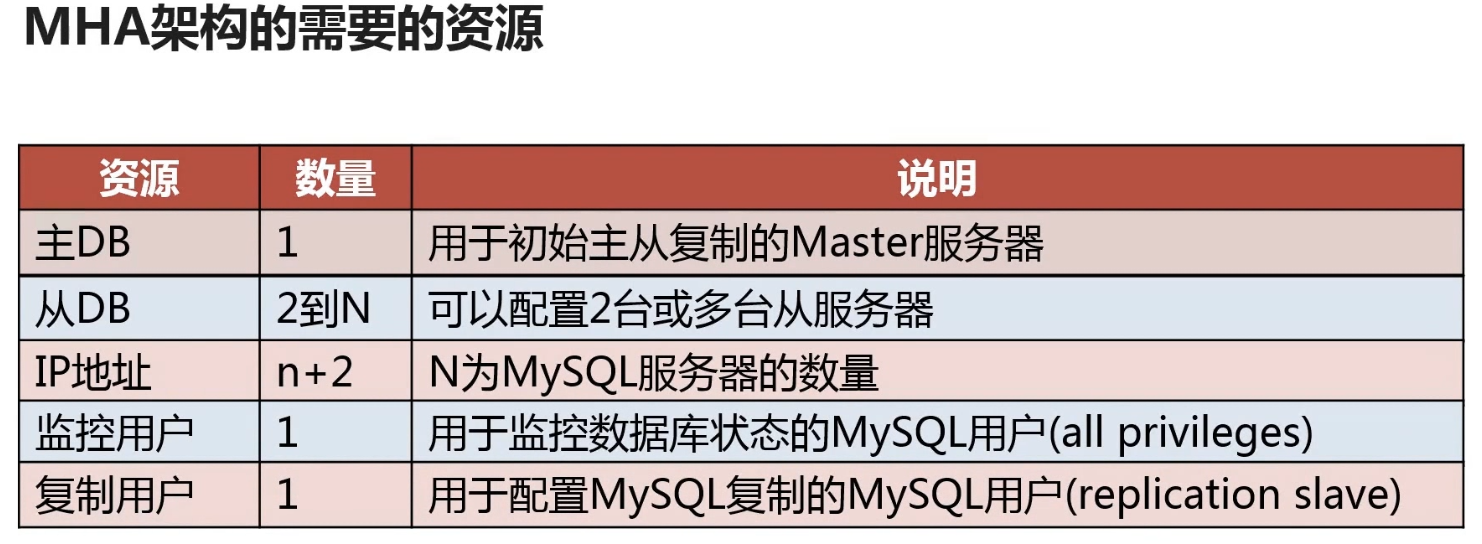 MHA架构的需要的资源
资源 数量 说明
主DB 1 用于初始主从复制的Master服务器
从DB 2到N 可以配置2台或多台从服务器
IP地址 n+2 N为MySQL服务器的数量
监控用户 1 用于监控数据库状态的MySQL用户(all privileges)
复制用户 1 用于配置MySQL复制的MySQL用户(replication slave)